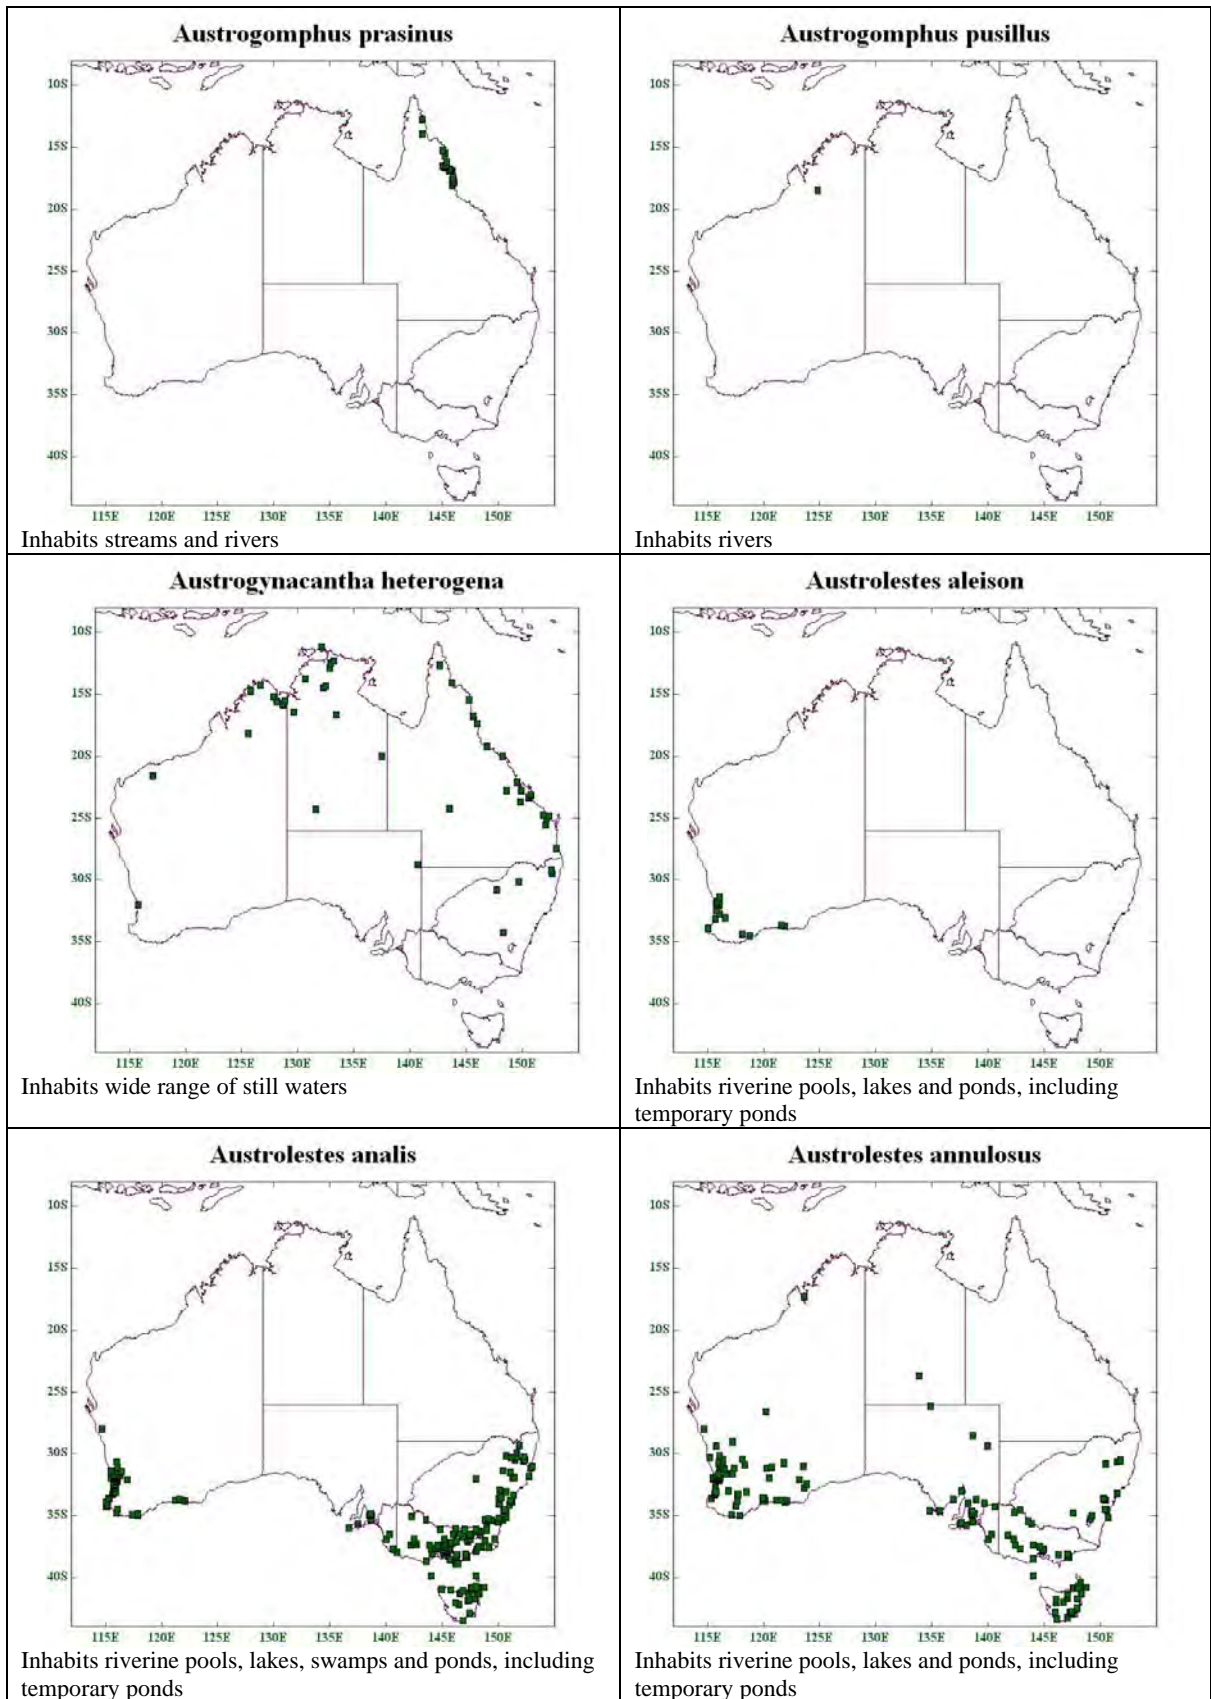 Austrogomphus prasinus
10S
15S
20S
25S
30S
35S
40S
115E 120E 125E 130E 135E 140E 145E 150E
Inhabits streams and rivers
Austrogomphus pusillus
10S
15S
20S
25S
30S
35S
40S
115E 120E 125E 130E 135E 140E 145E 150E
Inhabits rivers
Austrogynacantha heterogena
10S
15S
20S
25S
30S
35S
40S
115E 120E 125E 130E 135E 140E 145E 150E
Inhabits wide range of still waters
Austrolestes aleison
10S
15S
20S
25S
30S
35S
40S
115E 120E 125E 130E 135E 140E 145E 150E
Inhabits riverine pools, lakes and ponds, including
temporary ponds
Austrolestes analis
10S
15S
20S
25S
30S
35S
40S
115E 120E 125E 130E 135E 140E 145E 150E
Inhabits riverine pools, lakes, swamps and ponds, including
temporary ponds
Austrolestes annulosus
10S
15S
20S
25S
30S
35S
40S
115E 120E 125E 130E 135E 140E 145E 150E
Inhabits riverine pools, lakes and ponds, including
temporary ponds